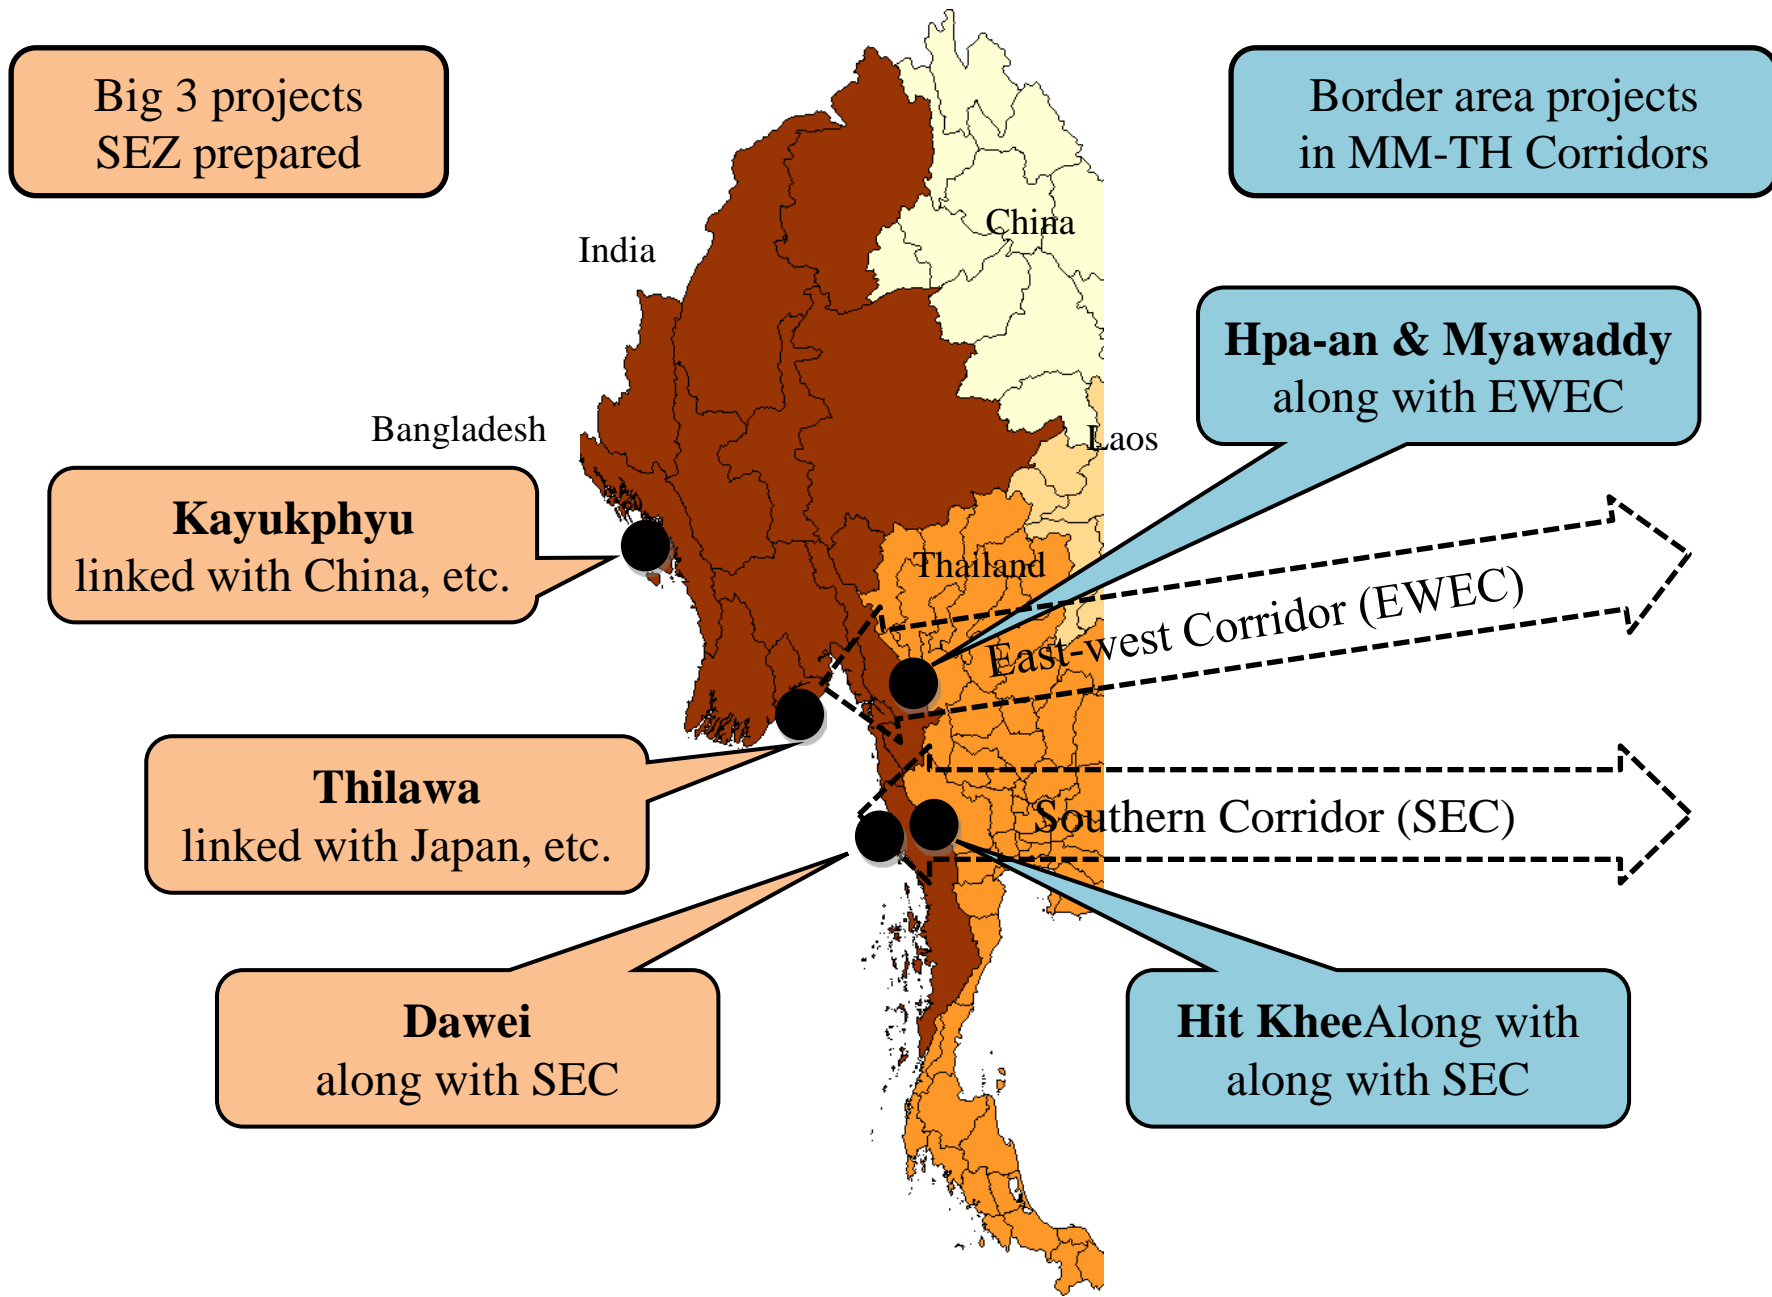 Big 3 projects
SEZ prepared
Border area projects
in MM-TH Corridors
China
India
Hpa-an & Myawaddy
along with EWEC
Bangladesh
Laos
Kayukphyu
linked with China, etc.
Thailand
East-west Corridor (EWEC)
Thilawa
linked with Japan, etc.
Southern Corridor (SEC)
Dawei
along with SEC
Hit KheeAlong with
along with SEC